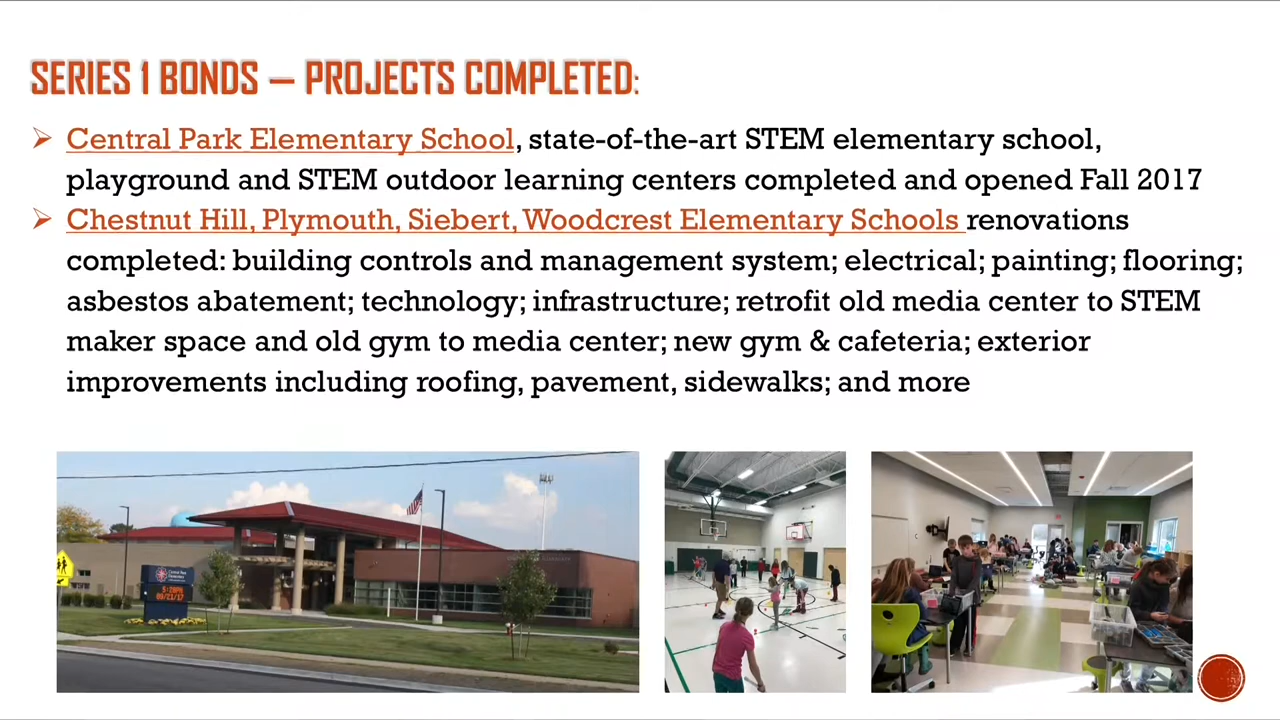 SERIES 1 BONDS — PROJECTS COMPLETED:
➢ Central Park Elementary School, state-of-the-art STEM elementary school,
playground and STEM outdoor learning centers completed and opened Fall 2017
➢ Chestnut Hill, Plymouth, Siebert, Woodcrest Elementary Schools renovations
completed: building controls and management system; electrical; painting; flooring;
asbestos abatement; technology; infrastructure; retrofit old media center to STEM
maker space and old gym to media center; new gym & cafeteria; exterior
improvements including roofing, pavement, sidewalks; and more
Central Park
Elementary